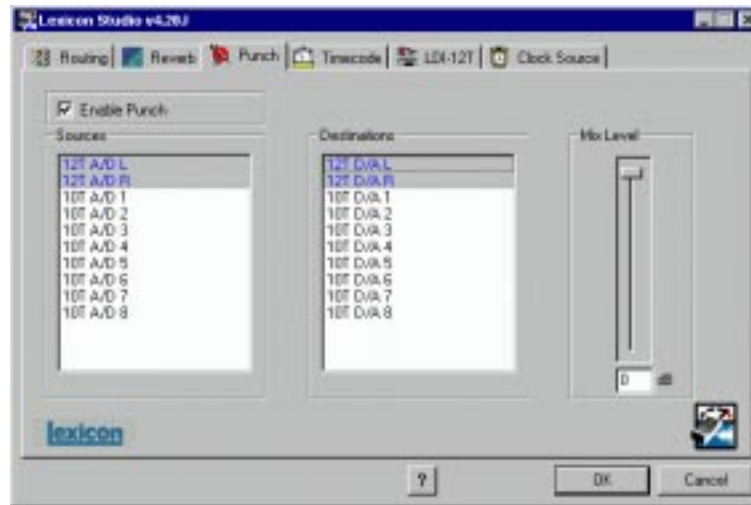 Lexicon Studio v4.20J
Routing
Reverb
Punch
Timecode
LDI-12T
Clock Source
Enable Punch
Sources
12T A/D L
12T A/D R
10T A/D 1
10T A/D 2
10T A/D 3
10T A/D 4
10T A/D 5
10T A/D 6
10T A/D 7
10T A/D 8
Destinations
12T D/A L
12T D/A R
10T D/A 1
10T D/A 2
10T D/A 3
10T D/A 4
10T D/A 5
10T D/A 6
10T D/A 7
10T D/A 8
Mix Level
0 dB
lexicon
?
OK
Cancel